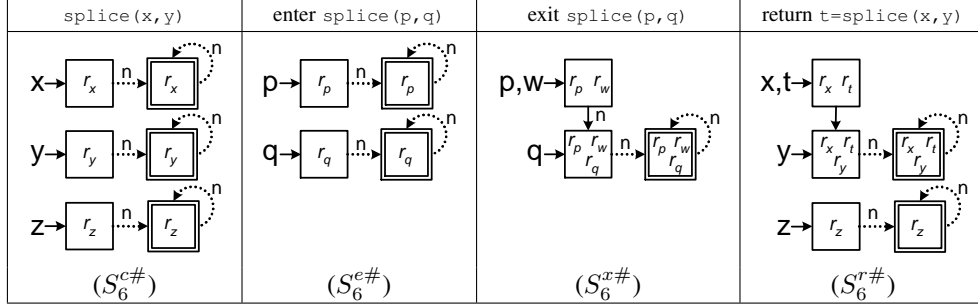 splice(x,y) enter splice(p,q) exit splice(p,q) return t=splice(x,y)
x r_x n r_x n
y r_y n r_y n
z r_z n r_z n
(S_6^{c#})
p r_p n r_p n
q r_q n r_q n
(S_6^{e#})
p,w r_p r_w
n
q r_p r_w r_q n r_p r_w r_q n
(S_6^{x#})
x,t r_x r_t
y r_x r_t r_y n r_x r_t r_y n
z r_z n r_z n
(S_6^{r#})